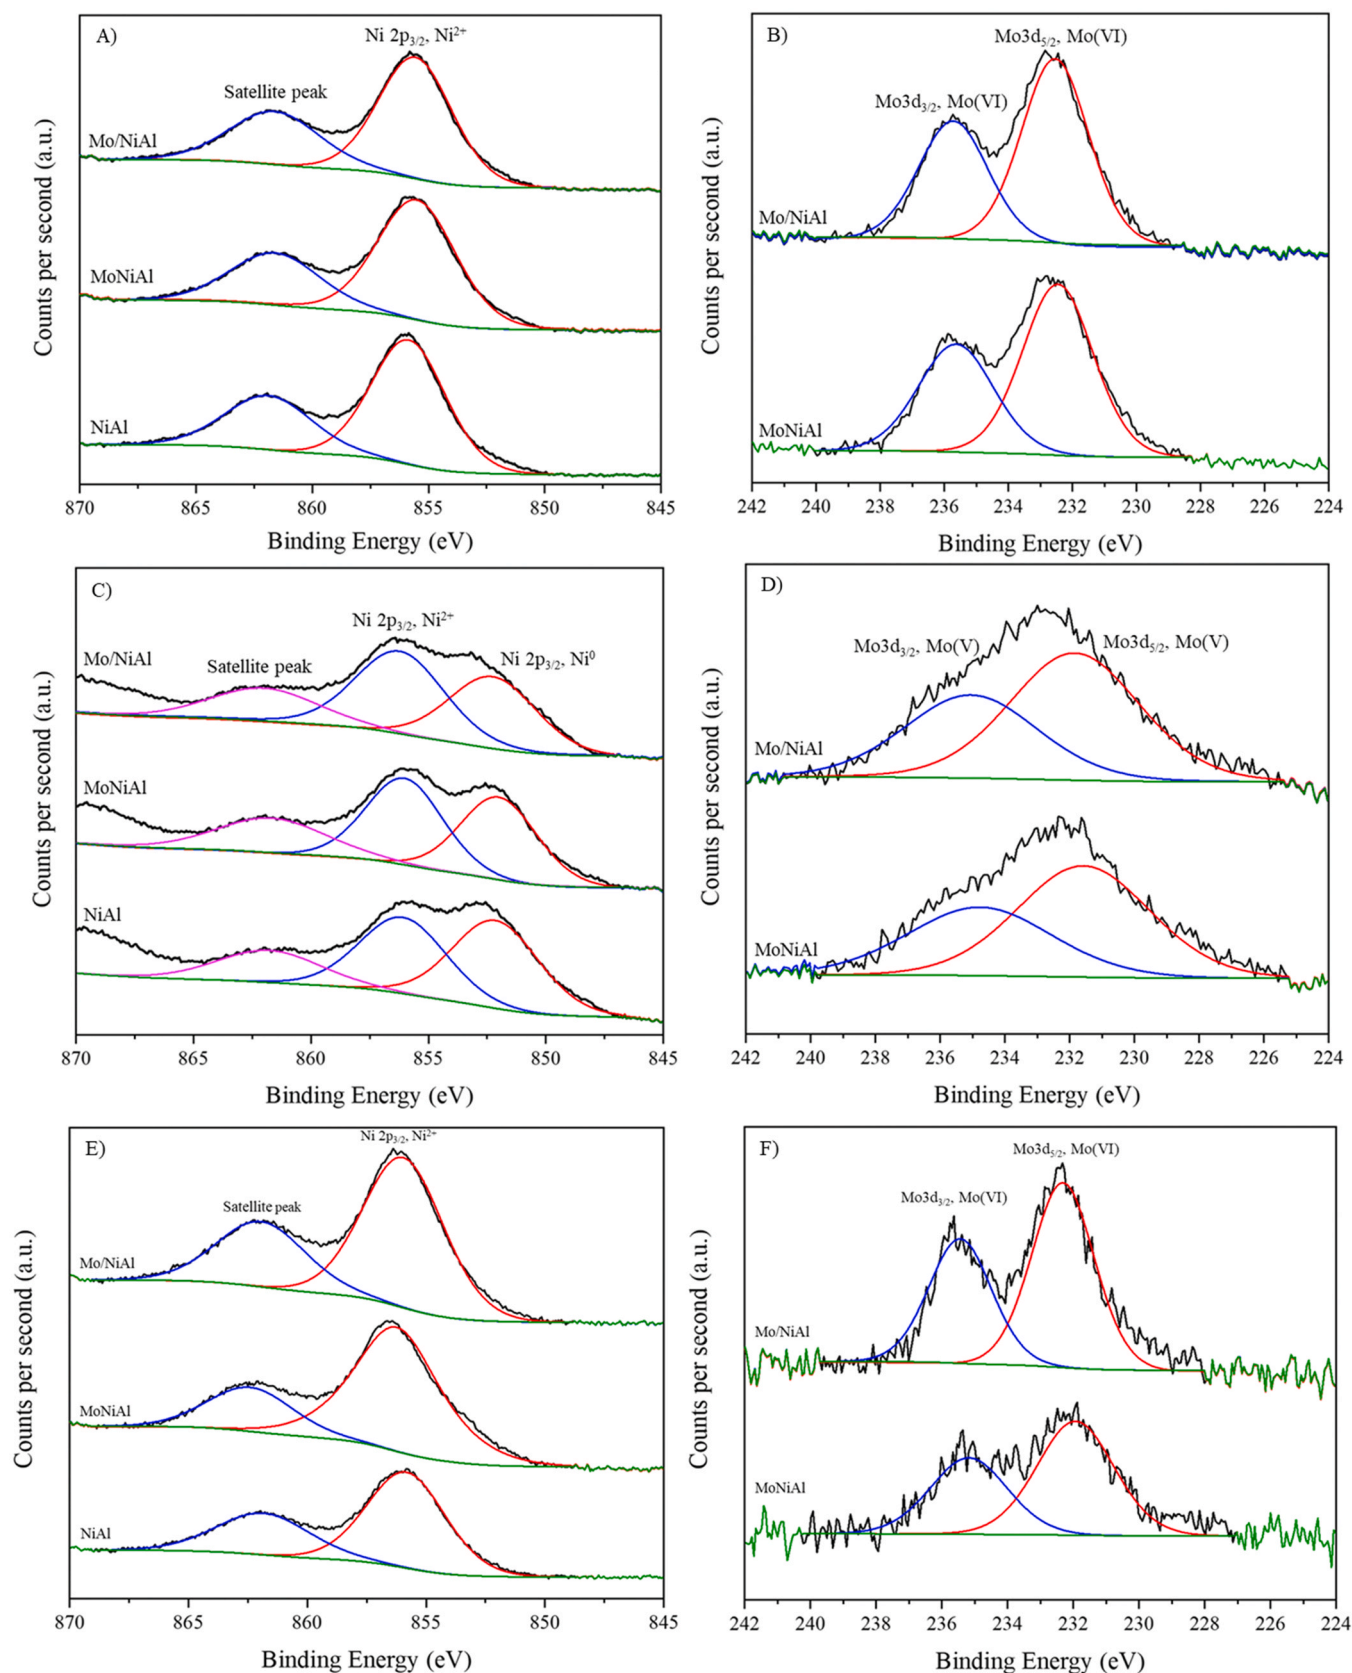 A)
Ni 2p3/2, Ni2+
Satellite peak
Mo/NiAl
MoNiAl
NiAl
Counts per second (a.u.)
870 865 860 855 850 845
Binding Energy (eV)
B)
Mo3d5/2, Mo(VI)
Mo3d3/2, Mo(VI)
Mo/NiAl
MoNiAl
Counts per second (a.u.)
242 240 238 236 234 232 230 228 226 224
Binding Energy (eV)
C)
Ni 2p3/2, Ni2+
Mo/NiAl
Satellite peak
Ni 2p3/2, Ni0
MoNiAl
NiAl
Counts per second (a.u.)
870 865 860 855 850 845
Binding Energy (eV)
D)
Mo3d3/2, Mo(V)
Mo3d5/2, Mo(V)
Mo/NiAl
MoNiAl
Counts per second (a.u.)
242 240 238 236 234 232 230 228 226 224
Binding Energy (eV)
E)
Ni 2p3/2, Ni2+
Satellite peak
Mo/NiAl
MoNiAl
NiAl
Counts per second (a.u.)
870 865 860 855 850 845
Binding Energy (eV)
F)
Mo3d5/2, Mo(VI)
Mo3d3/2, Mo(VI)
Mo/NiAl
MoNiAl
Counts per second (a.u.)
242 240 238 236 234 232 230 228 226 224
Binding Energy (eV)